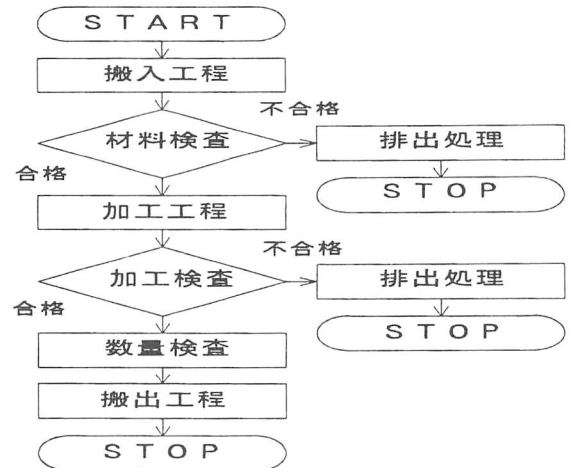 START
搬入工程
不合格
材料検査
排出処理
合格
STOP
加工工程
不合格
加工検査
排出処理
合格
STOP
数量検査
搬出工程
STOP